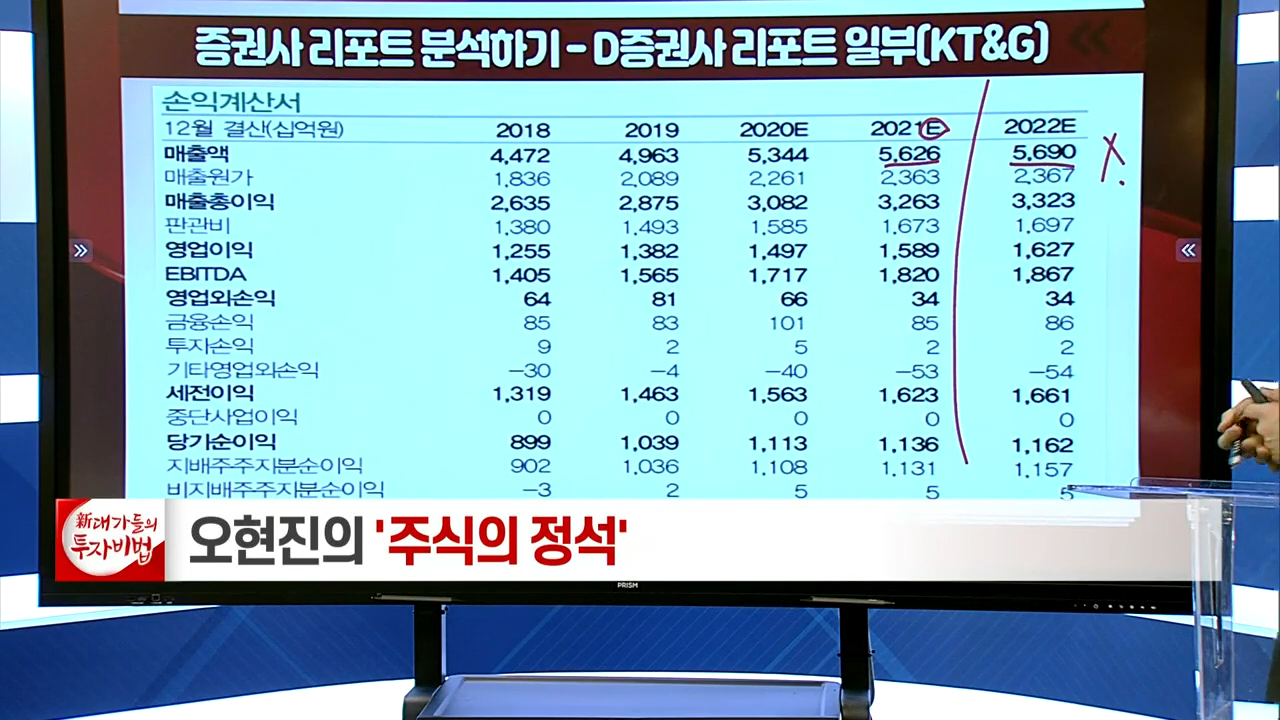 증권사 리포트 분석하기 - D증권사 리포트 일부(KT&G)
손익계산서
12월 결산(십억원) 2018 2019 2020E 2021E 2022E
매출액 4,472 4,963 5,344 5,626 5,690
매출원가 1,836 2,089 2,261 2,363 2,367
매출총이익 2,635 2,875 3,082 3,263 3,323
판관비 1,380 1,493 1,585 1,673 1,697
영업이익 1,255 1,382 1,497 1,589 1,627
EBITDA 1,405 1,565 1,717 1,820 1,867
영업외손익 64 81 66 34 34
금융손익 85 83 101 85 86
투자손익 9 2 5 2 2
기타영업외손익 -30 -4 -40 -53 -54
세전이익 1,319 1,463 1,563 1,623 1,661
중단사업이익 0 0 0 0 0
당기순이익 899 1,039 1,113 1,136 1,162
지배주주지분순이익 902 1,036 1,108 1,131 1,157
비지배주주지분순이익 -3 2 5 5 5
新대가들의
투자비법
오현진의 '주식의 정석'
PRISM